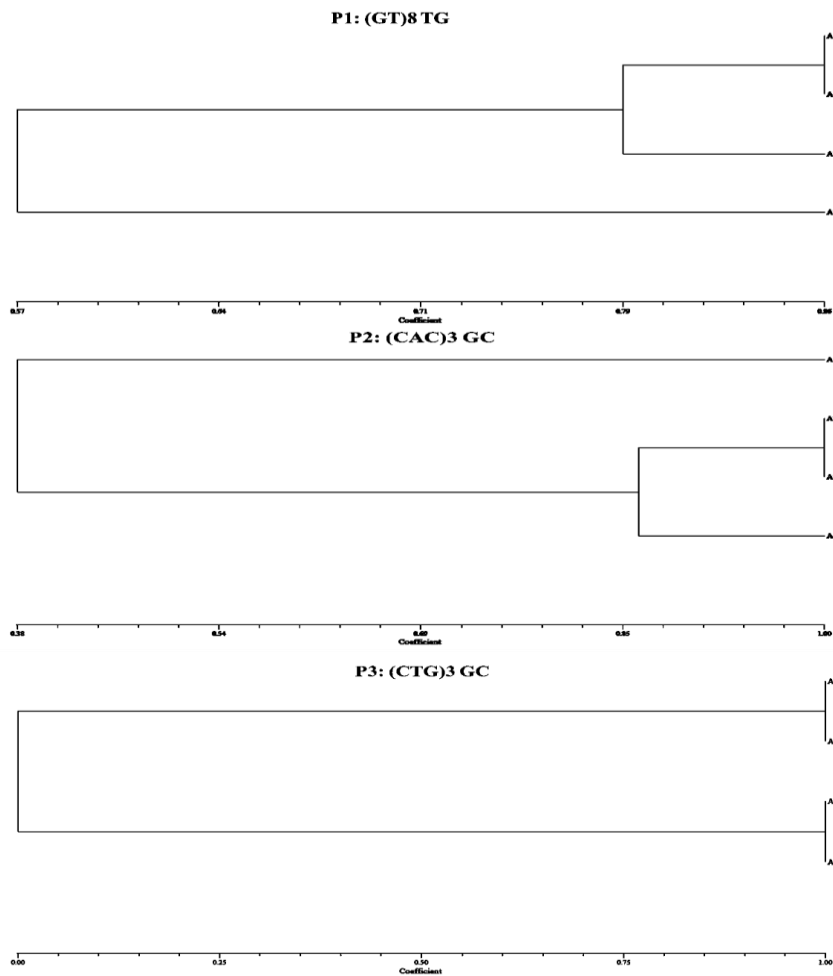 P1: (GT)8 TG
A
A
A
A
0.57 0.64 0.71 0.79 0.86
Coefficient
P2: (CAC)3 GC
A
A
A
A
0.38 0.54 0.69 0.85 1.00
Coefficient
P3: (CTG)3 GC
A
A
A
A
0.00 0.25 0.50 0.75 1.00
Coefficient